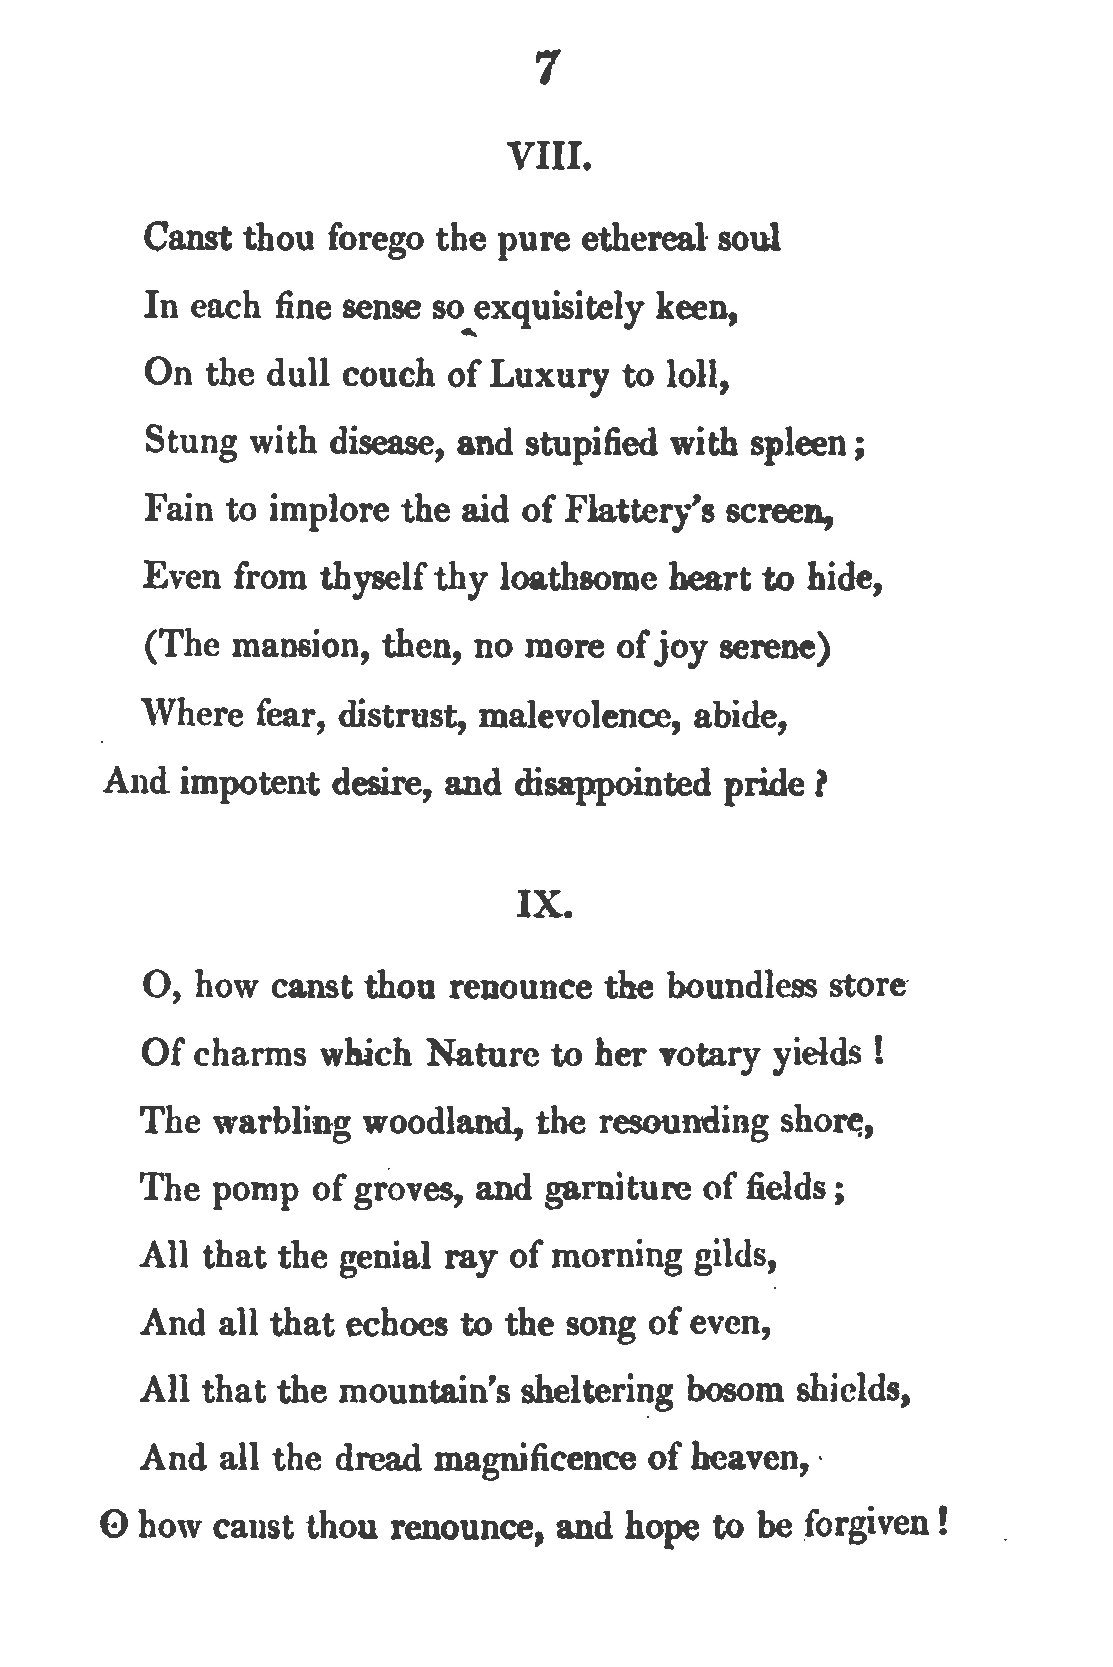 7
VIII.
Canst thou forego the pure ethereal soul
In each fine sense so exquisitely keen,
On the dull couch of Luxury to loll,
Stung with disease, and stupified with spleen;
Fain to implore the aid of Flattery's screen,
Even from thyself thy loathsome heart to hide,
(The mansion, then, no more of joy serene)
Where fear, distrust, malevolence, abide,
And impotent desire, and disappointed pride?
IX.
O, how canst thou renounce the boundless store
Of charms which Nature to her votary yields!
The warbling woodland, the resounding shore,
The pomp of groves, and garniture of fields;
All that the genial ray of morning gilds,
And all that echoes to the song of even,
All that the mountain's sheltering bosom shields,
And all the dread magnificence of heaven,
O how canst thou renounce, and hope to be forgiven!